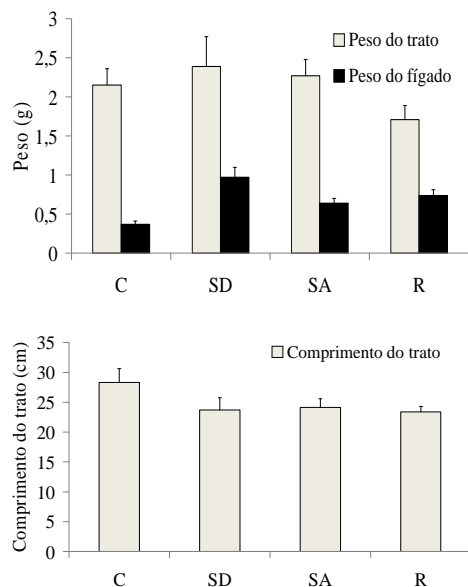 3
2,5
2
1,5
1
0,5
0
Peso (g)
Peso do trato
Peso do fígado
C SD SA R
35
30
25
20
15
10
5
0
Comprimento do trato (cm)
Comprimento do trato
C SD SA R